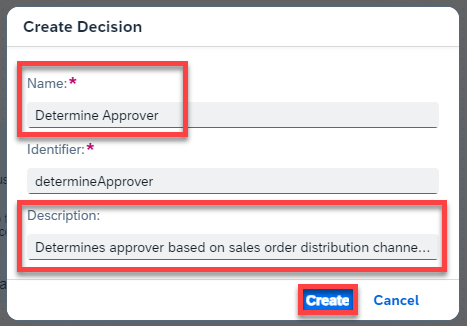 Create Decision
Name:*
Determine Approver
Identifier:*
determineApprover
Description:
Determines approver based on sales order distribution channe...
Create Cancel